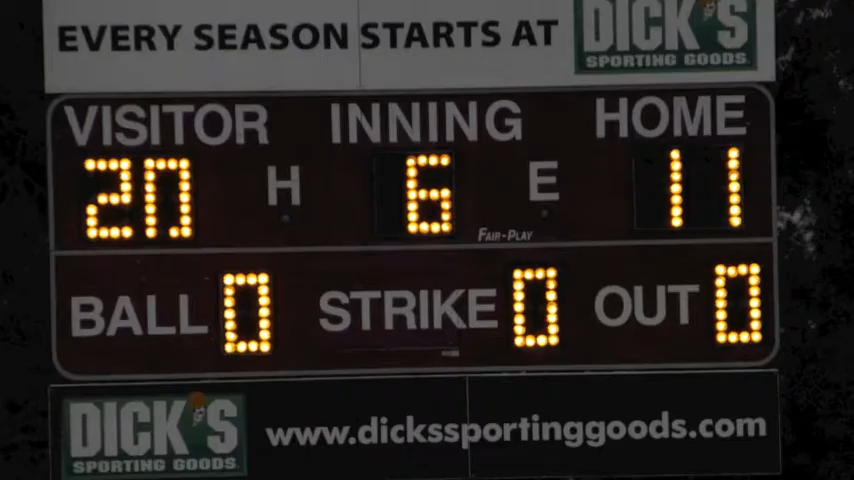 EVERY SEASON STARTS AT
DICK'S
SPORTING GOODS.
VISITOR INNING HOME
20 H 6 E 11
FAIR-PLAY
BALL 0 STRIKE 0 OUT 0
DICK'S
SPORTING GOODS
www.dickssportinggoods.com